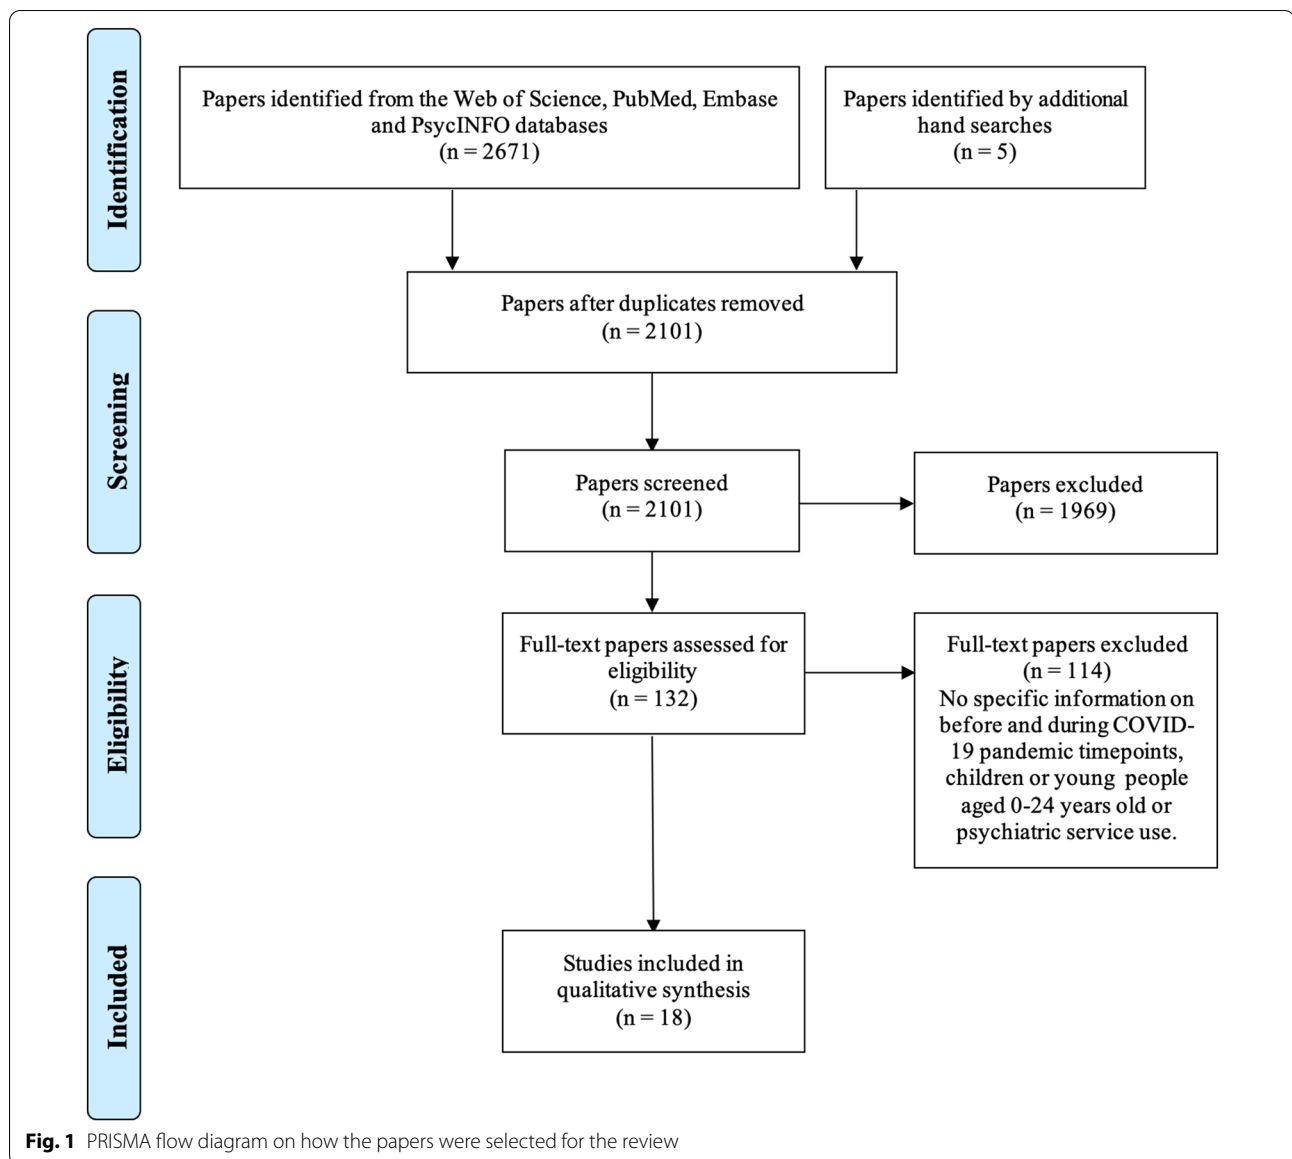 Identification
Papers identified from the Web of Science, PubMed, Embase
and PsycINFO databases
(n = 2671)
Papers identified by additional
hand searches
(n = 5)
Papers after duplicates removed
(n = 2101)
Screening
Papers screened
(n = 2101)
Papers excluded
(n = 1969)
Eligibility
Full-text papers assessed for
eligibility
(n = 132)
Full-text papers excluded
(n = 114)
No specific information on
before and during COVID-
19 pandemic timepoints,
children or young people
aged 0-24 years old or
psychiatric service use.
Included
Studies included in
qualitative synthesis
(n = 18)
Fig. 1 PRISMA flow diagram on how the papers were selected for the review